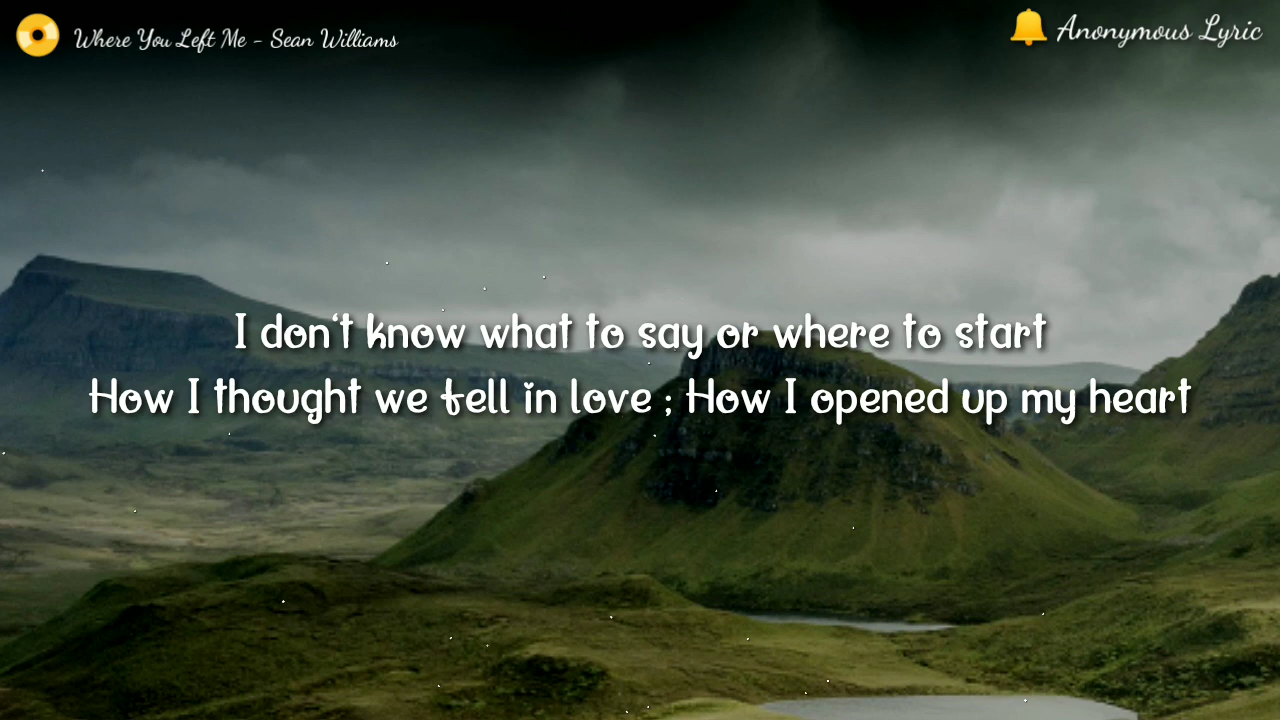 Where You Left Me - Sean Williams
Anonymous Lyric
I don't know what to say or where to start
How I thought we fell in love ; How I opened up my heart